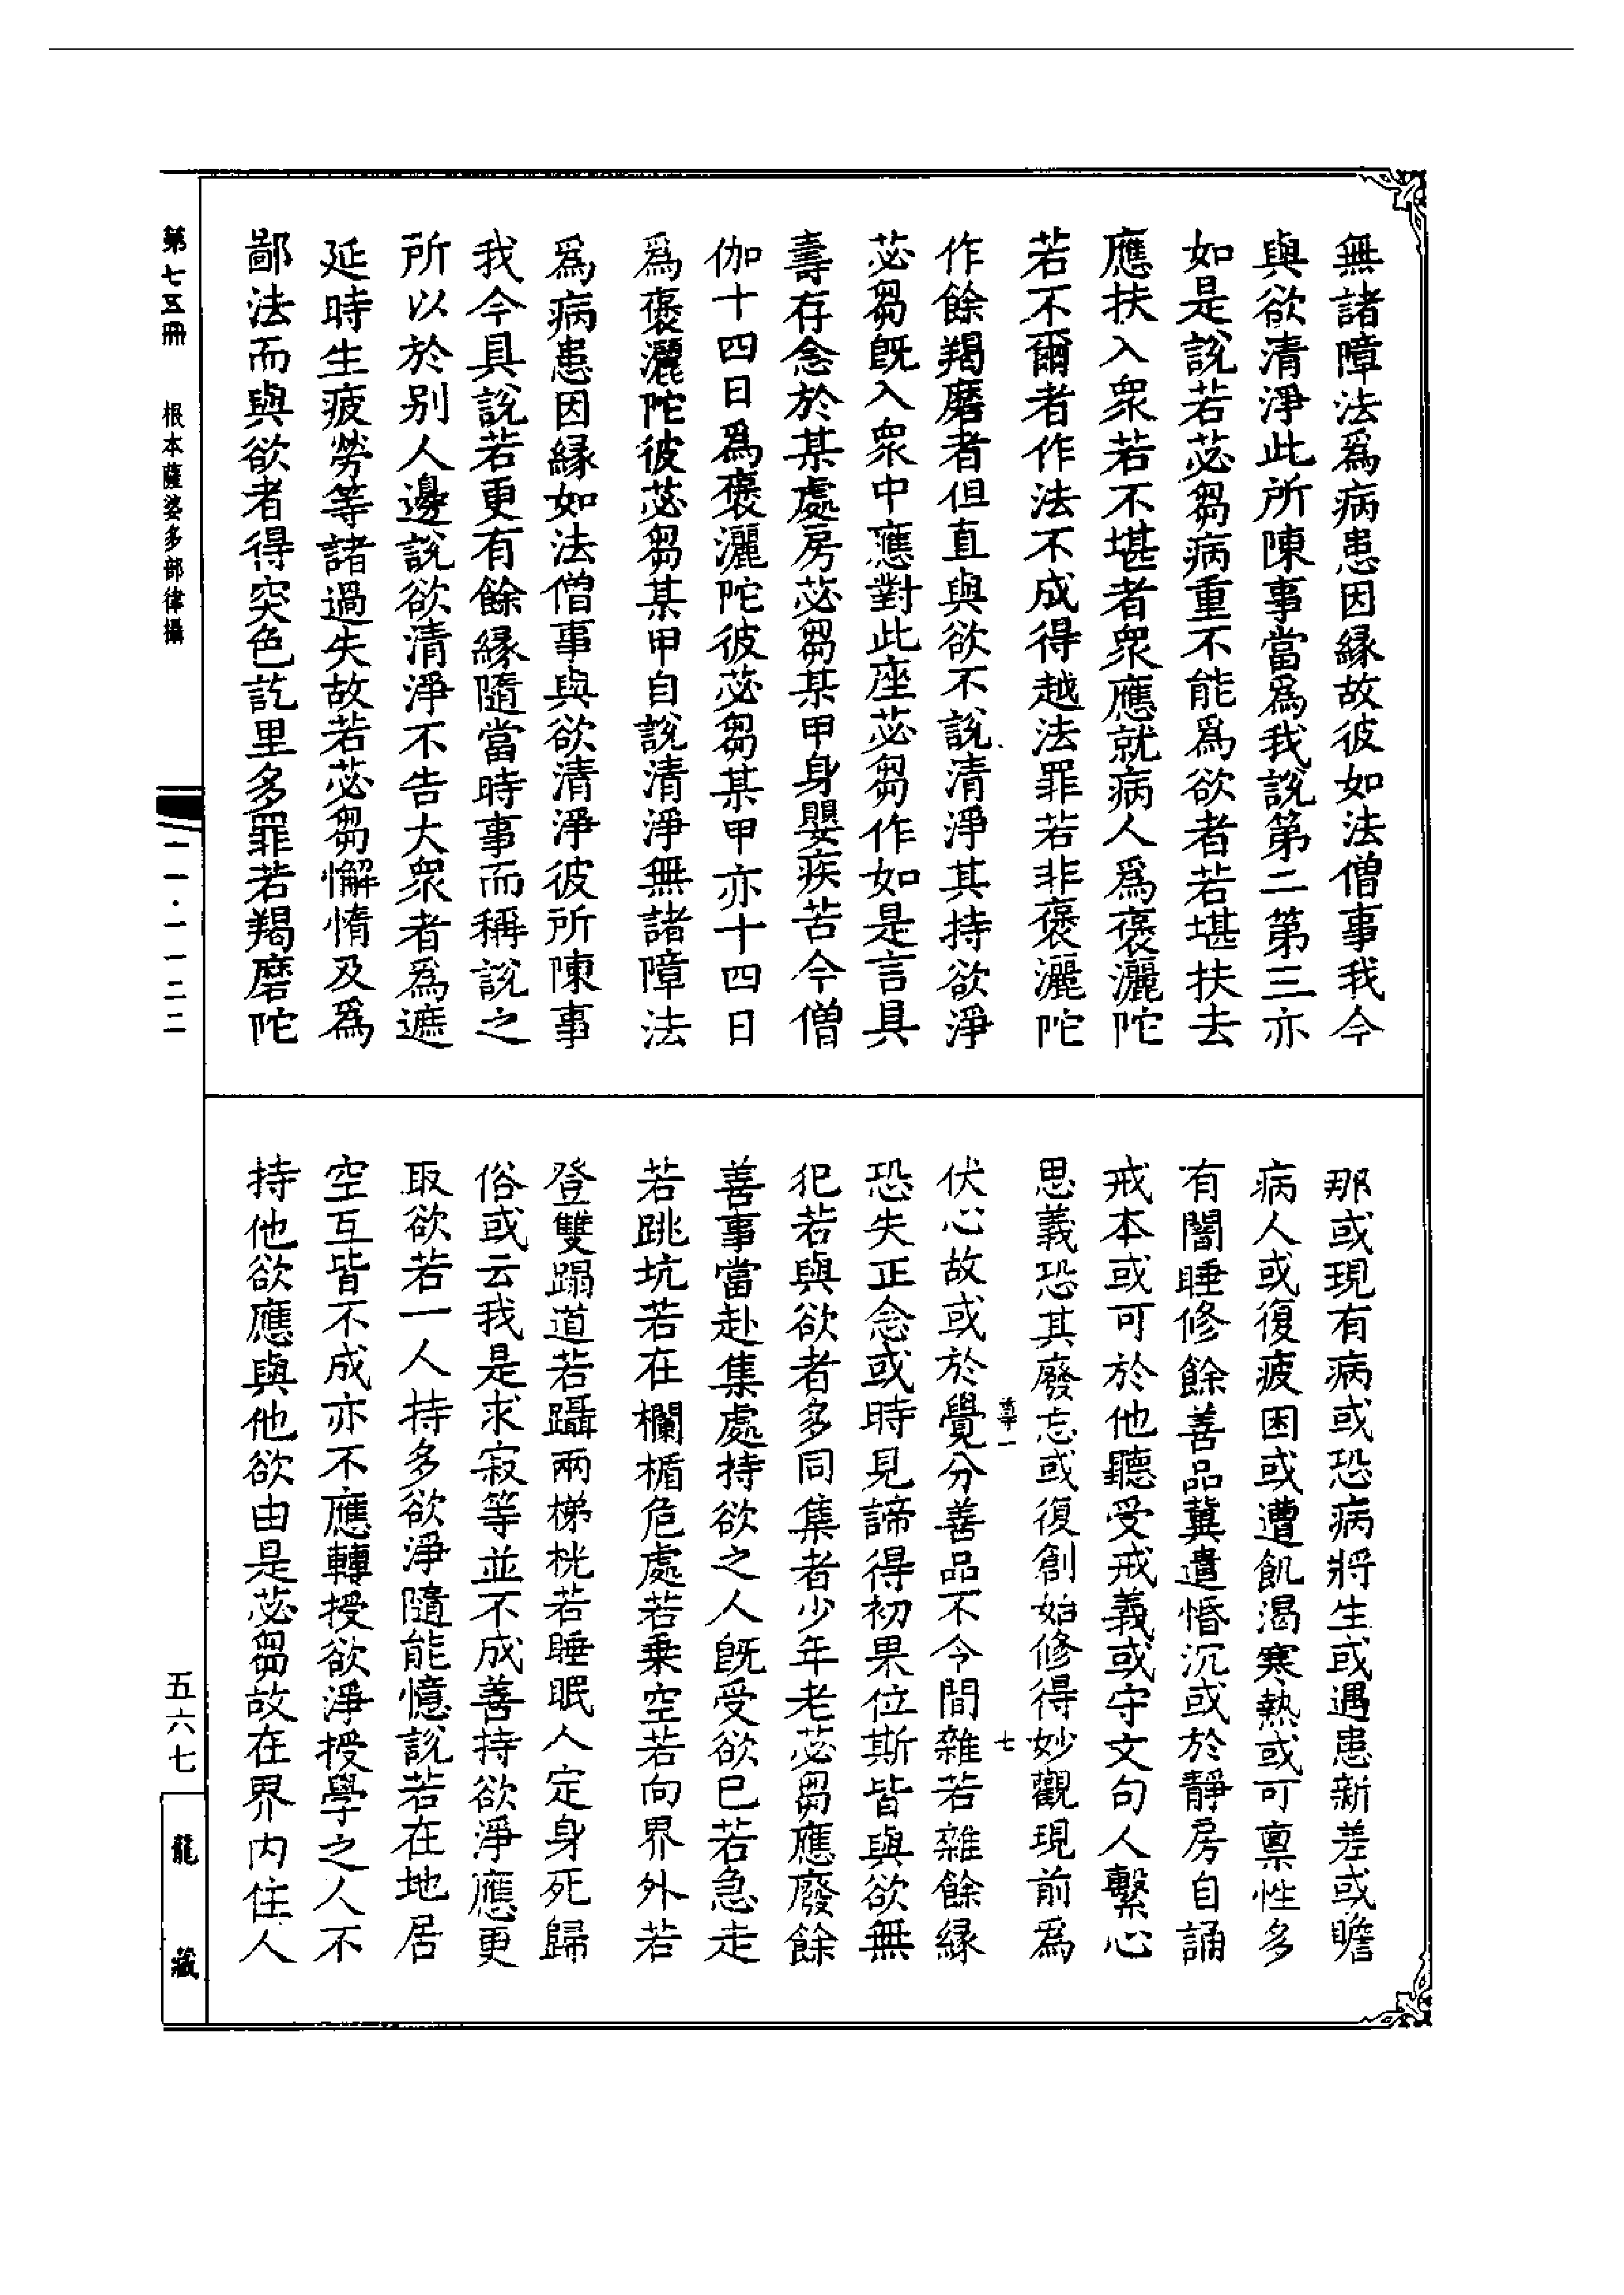 無諸障法爲病患因緣故彼如法僧事我今
與欲清淨此所陳事當爲我說第二第三亦
如是說若苾芻病重不能爲欲者若堪扶去
應扶入衆若不堪者衆應就病人爲褒灑陀
若不爾者作法不成得越法罪若非褒灑陀
作餘羯磨者但直與欲不說清淨其持欲淨
苾芻旣入衆中應對此座苾芻作如是言具
壽存念於某處房苾芻某甲身嬰疾苦今僧
伽十四日爲褒灑陀彼苾芻某甲亦十四日
爲褒灑陀彼苾芻某甲自說清淨無諸障法
爲病患因緣如法僧事與欲清淨彼所陳事
我今具說若更有餘緣隨當時事而稱說之
所以於別人邊說欲清淨不告大衆者爲遮
延時生疲勞等諸過失故若苾芻懈惰及爲
鄙法而與欲者得突色訖里多罪若羯磨陀
那或現有病或恐病將生或遇患新差或瞻
病人或復疲困或遭飢渴寒熱或可禀性多
有闇睡修餘善品冀遣惛沉或於靜房自誦
戒本或可於他聽受戒義或守文句人繫心
思義恐其廢忘或復創始修得妙觀現前爲
伏心故或於覺分善品不令間雜若雜餘緣
恐失正念或時見諦得初果位斯皆與欲無
犯若與欲者多同集者少年老苾芻應廢餘
善事當赴集處持欲之人旣受欲已若急走
若跳坑若在欄楯危處若乗空若向界外若
登雙蹋道若躡兩梯桄若睡眠人定身死歸
俗或云我是求寂等並不成善持欲淨應更
取欲若一人持多欲淨隨能憶說若在地居
空互皆不成亦不應轉授欲淨授學之人不
持他欲應與他欲由是苾芻故在界內住人
七
第七五冊
根本薩婆多部律攝
一一·一一二二
五六七
龍藏